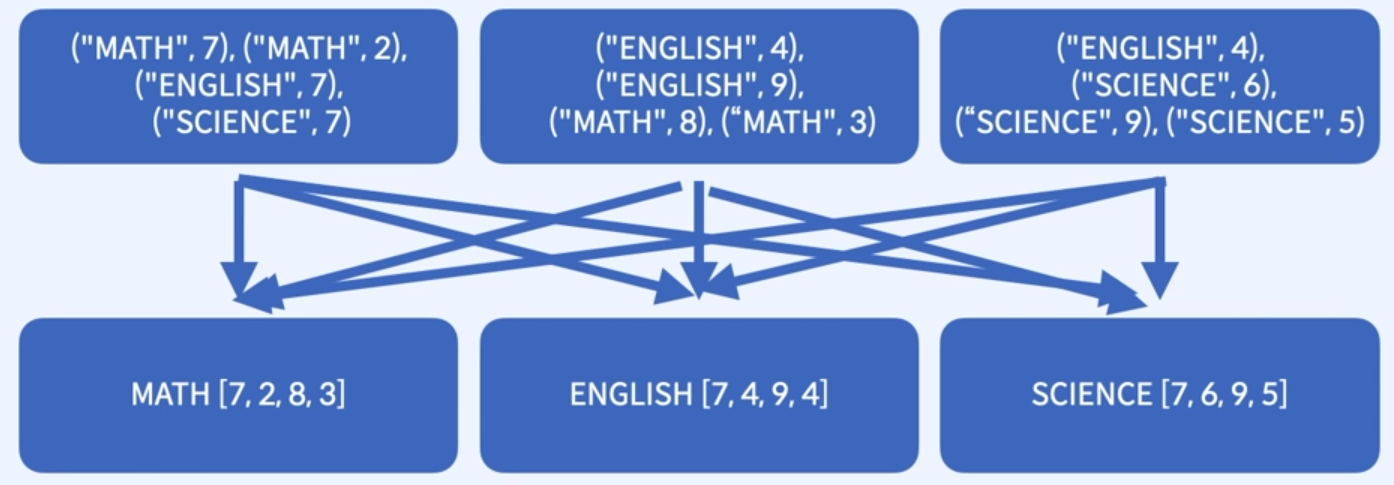 ("MATH", 7), ("MATH", 2),
("ENGLISH", 7),
("SCIENCE", 7)
("ENGLISH", 4),
("ENGLISH", 9),
("MATH", 8), (“MATH", 3)
("ENGLISH", 4),
("SCIENCE", 6),
(“SCIENCE", 9), ("SCIENCE", 5)
MATH [7, 2, 8, 3]
ENGLISH [7, 4, 9, 4]
SCIENCE [7, 6, 9, 5]